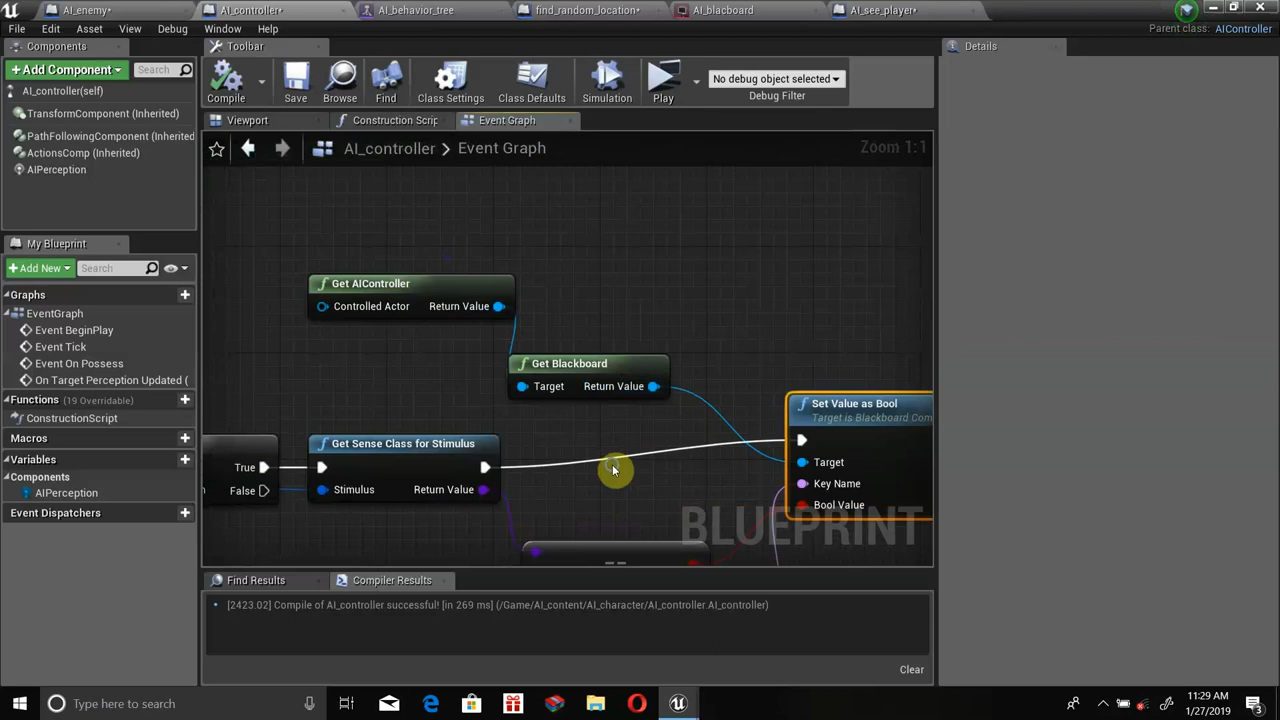 AI_enemy*
AI_controller*
AI_behavior_tree
find_random_location*
AI_blacboard
AI_see_player*
File Edit Asset View Debug Window Help
Parent class: AIController
Components
Toolbar
Details
+ Add Component
Search
Compile
Save
Browse
Find
Class Settings
Class Defaults
Simulation
Play
No debug object selected
Debug Filter
AI_controller(self)
TransformComponent (Inherited)
PathFollowingComponent (Inherited
ActionsComp (Inherited)
AIPerception
Viewport
Construction Scrip
Event Graph
AI_controller > Event Graph
Zoom 1:1
My Blueprint
+ Add New
Search
Graphs
EventGraph
Event BeginPlay
Event Tick
Event On Possess
On Target Perception Updated (
Functions (19 Overridable)
ConstructionScript
Macros
Variables
Components
AIPerception
Event Dispatchers
Get AIController
Controlled Actor Return Value
Get Blackboard
Target Return Value
Set Value as Bool
Target is Blackboard Com
Target
Key Name
Bool Value
Get Sense Class for Stimulus
True
False
Stimulus Return Value
==
BLUEPRINT
Find Results
Compiler Results
[2423.02] Compile of AI_controller successful! [in 269 ms] (/Game/AI_content/AI_character/AI_controller.AI_controller)
Clear
Type here to search
11:29 AM
1/27/2019
3